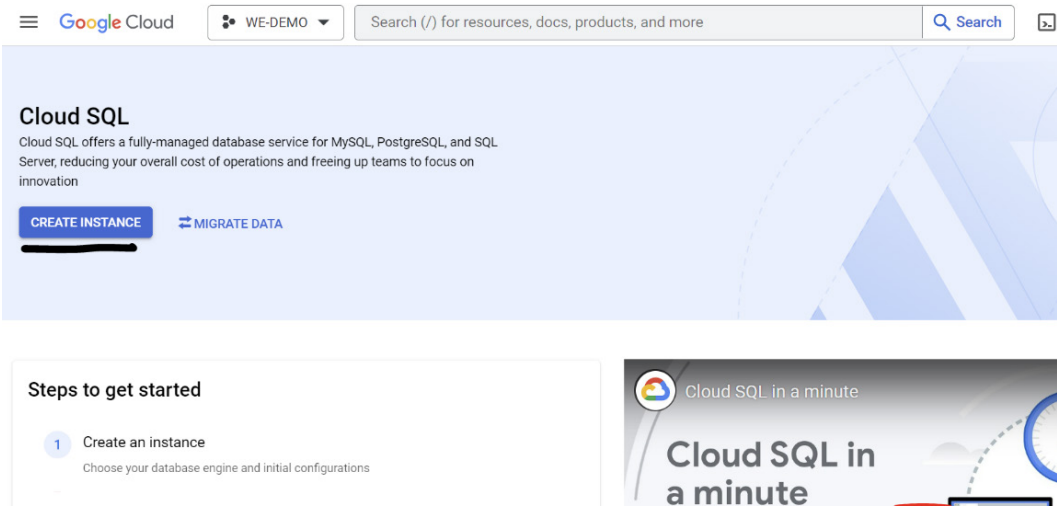 Google Cloud
WE-DEMO
Search (/) for resources, docs, products, and more
Search
Cloud SQL
Cloud SQL offers a fully-managed database service for MySQL, PostgreSQL, and SQL
Server, reducing your overall cost of operations and freeing up teams to focus on
innovation
CREATE INSTANCE
MIGRATE DATA
Steps to get started
1
Create an instance
Choose your database engine and initial configurations
Cloud SQL in a minute
Cloud SQL in
a minute